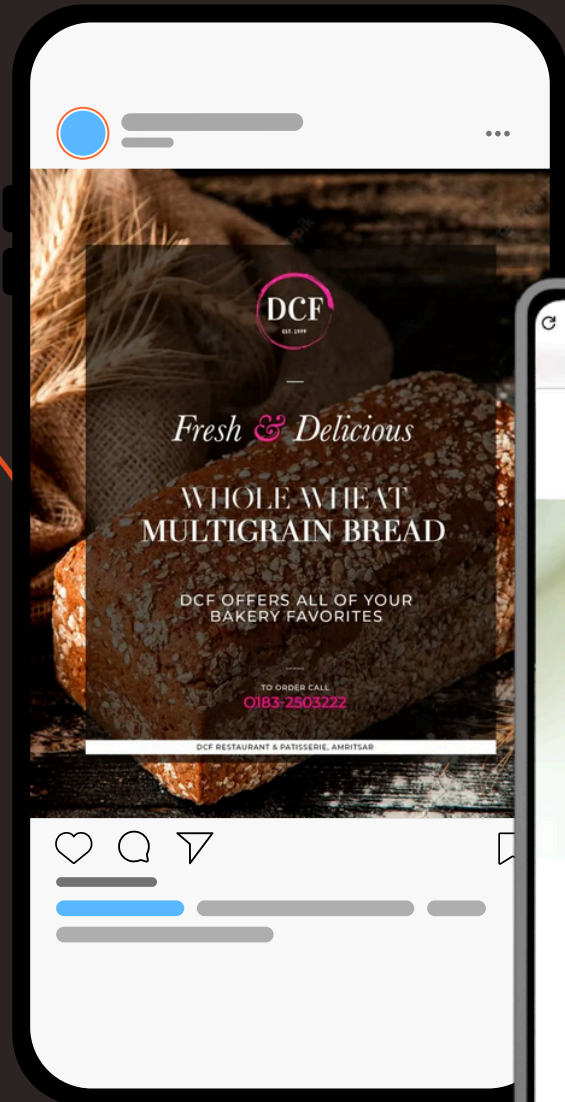 DCF
EST. 1999
Fresh & Delicious
WHOLE WHEAT
MULTIGRAIN BREAD
DCF OFFERS ALL OF YOUR
BAKERY FAVORITES
TO ORDER CALL
0183-2503222
DCF RESTAURANT & PATISSERIE, AMRITSAR